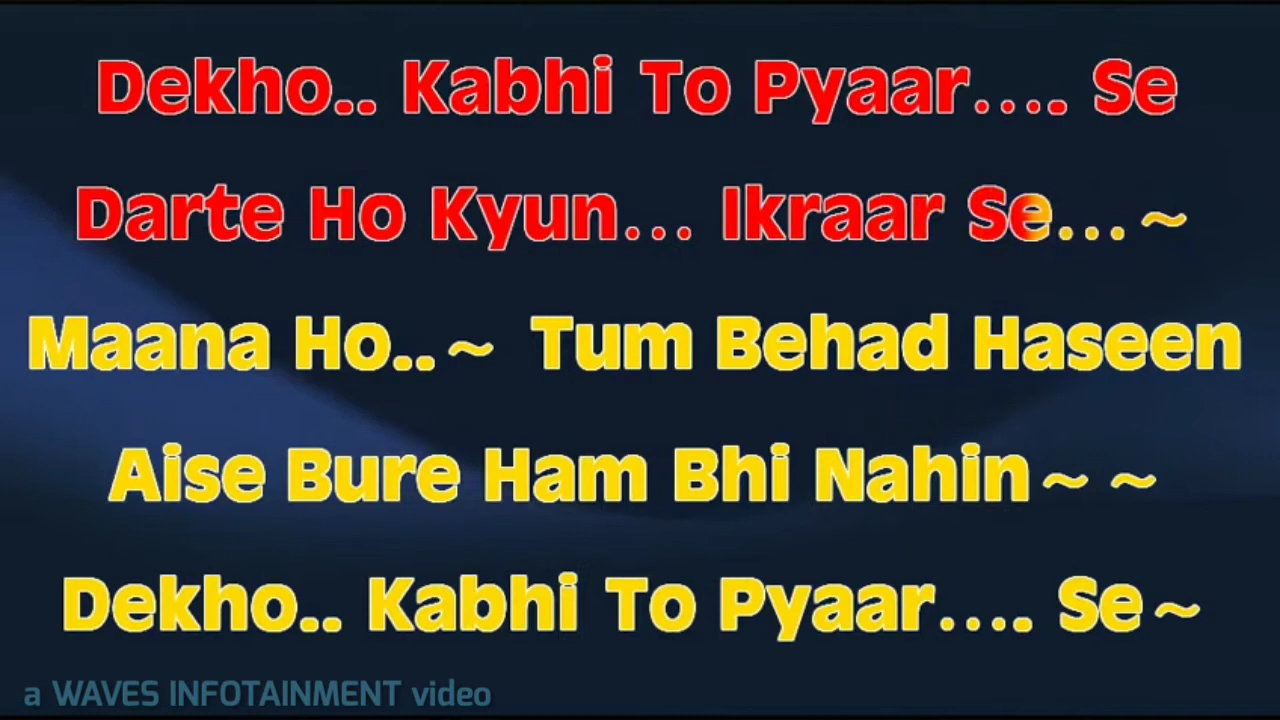 Dekho.. Kabhi To Pyaar.... Se
Darte Ho Kyun... Ikraar Se...~
Maana Ho..~ Tum Behad Haseen
Aise Bure Ham Bhi Nahin~ ~
Dekho.. Kabhi To Pyaar.... Se~
a WAVES INFOTAINMENT video